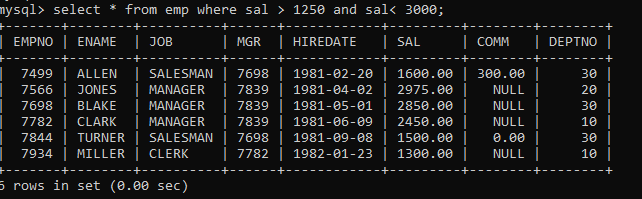 mysql> select * from emp where sal > 1250 and sal< 3000;
+-------+--------+----------+------+------------+---------+--------+--------+
| EMPNO | ENAME  | JOB      | MGR  | HIREDATE   | SAL     | COMM   | DEPTNO |
+-------+--------+----------+------+------------+---------+--------+--------+
|  7499 | ALLEN  | SALESMAN | 7698 | 1981-02-20 | 1600.00 | 300.00 |     30 |
|  7566 | JONES  | MANAGER  | 7839 | 1981-04-02 | 2975.00 |   NULL |     20 |
|  7698 | BLAKE  | MANAGER  | 7839 | 1981-05-01 | 2850.00 |   NULL |     30 |
|  7782 | CLARK  | MANAGER  | 7839 | 1981-06-09 | 2450.00 |   NULL |     10 |
|  7844 | TURNER | SALESMAN | 7698 | 1981-09-08 | 1500.00 |   0.00 |     30 |
|  7934 | MILLER | CLERK    | 7782 | 1982-01-23 | 1300.00 |   NULL |     10 |
+-------+--------+----------+------+------------+---------+--------+--------+
6 rows in set (0.00 sec)